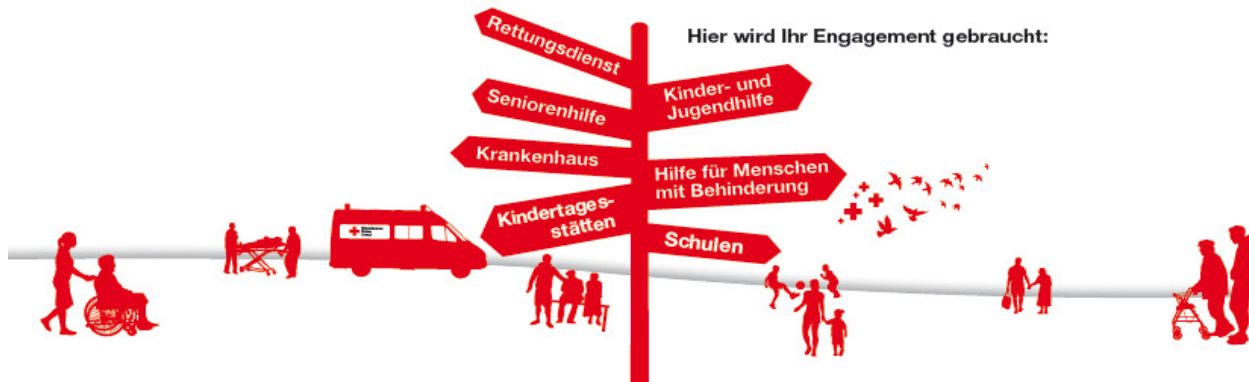 Hier wird Ihr Engagement gebraucht:
Rettungsdienst
Seniorenhilfe
Krankenhaus
Kindertages-
stätten
Kinder- und
Jugendhilfe
Hilfe für Menschen
mit Behinderung
Schulen